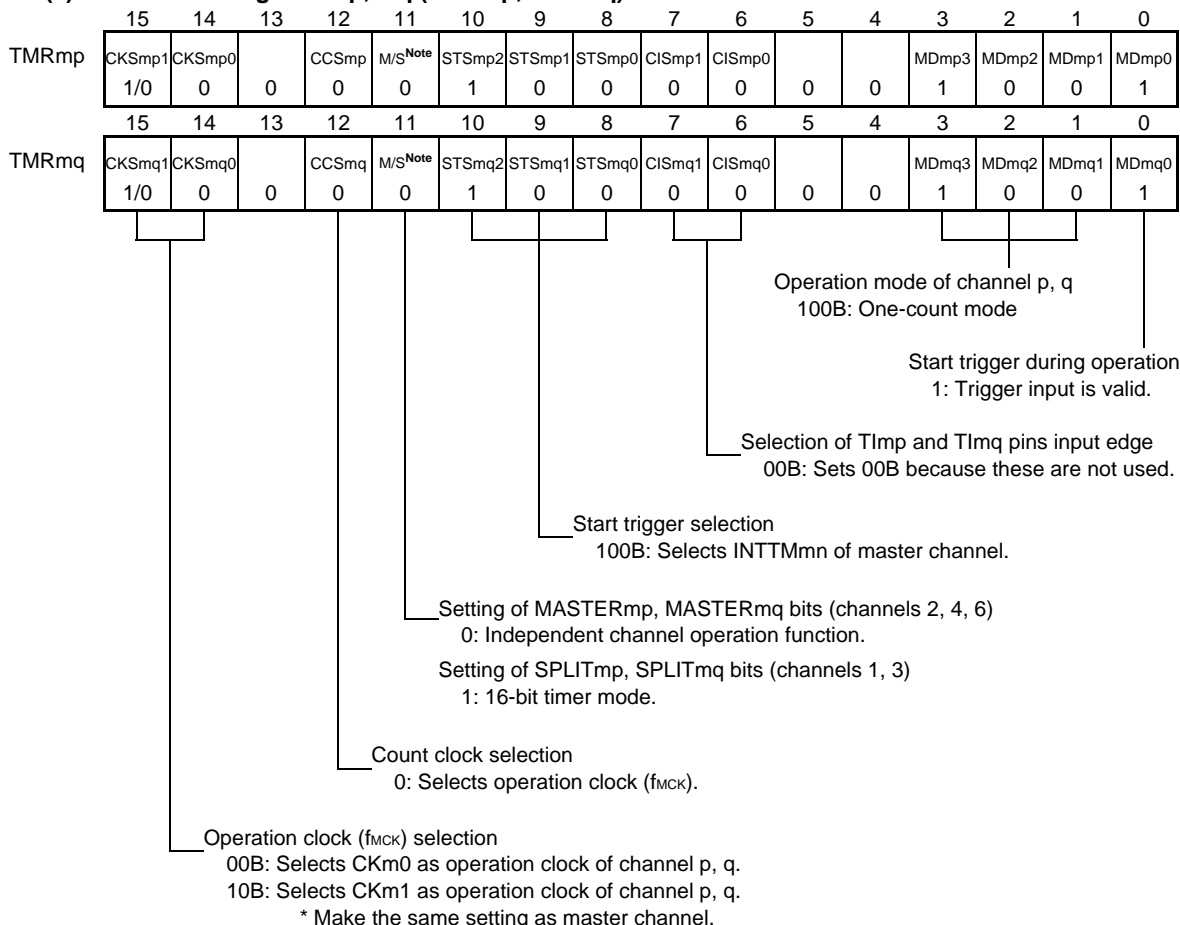 15 14 13 12 11 10 9 8 7 6 5 4 3 2 1 0
TMRmp CKSmp1 CKSmp0 CCSmp M/SNote STSmp2 STSmp1 STSmp0 CISmp1 CISmp0 MDmp3 MDmp2 MDmp1 MDmp0
1/0 0 0 0 0 1 0 0 0 0 0 0 1 0 0 1
15 14 13 12 11 10 9 8 7 6 5 4 3 2 1 0
TMRmq CKSmq1 CKSmq0 CCSmq M/SNote STSmq2 STSmq1 STSmq0 CISmq1 CISmq0 MDmq3 MDmq2 MDmq1 MDmq0
1/0 0 0 0 0 1 0 0 0 0 0 0 1 0 0 1
Operation mode of channel p, q
100B: One-count mode
Start trigger during operation
1: Trigger input is valid.
Selection of TImp and TImq pins input edge
00B: Sets 00B because these are not used.
Start trigger selection
100B: Selects INTTMmn of master channel.
Setting of MASTERmp, MASTERmq bits (channels 2, 4, 6)
0: Independent channel operation function.
Setting of SPLITmp, SPLITmq bits (channels 1, 3)
1: 16-bit timer mode.
Count clock selection
0: Selects operation clock (fMCK).
Operation clock (fMCK) selection
00B: Selects CKm0 as operation clock of channel p, q.
10B: Selects CKm1 as operation clock of channel p, q.
* Make the same setting as master channel.